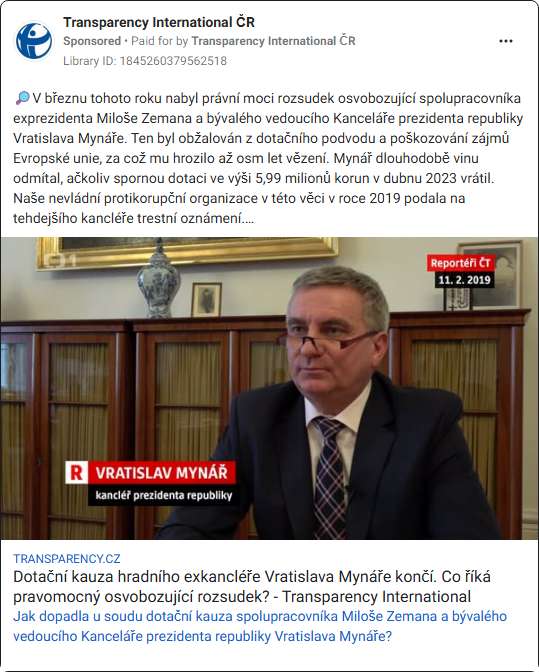 Transparency International ČR
Sponsored • Paid for by Transparency International ČR
Library ID: 1845260379562518
🔎V březnu tohoto roku nabyl právní moci rozsudek osvobozující spolupracovníka
exprezidenta Miloše Zemana a bývalého vedoucího Kanceláře prezidenta republiky
Vratislava Mynáře. Ten byl obžalován z dotačního podvodu a poškozování zájmů
Evropské unie, za což mu hrozilo až osm let vězení. Mynář dlouhodobě vinu
odmítal, ačkoliv spornou dotaci ve výši 5,99 milionů korun v dubnu 2023 vrátil.
Naše nevládní protikorupční organizace v této věci v roce 2019 podala na
tehdejšího kancléře trestní oznámení....
Reportéři ČT
11. 2. 2019
R VRATISLAV MYNÁŘ
kancléř prezidenta republiky
TRANSPARENCY.CZ
Dotační kauza hradního exkancléře Vratislava Mynáře končí. Co říká
pravomocný osvobozující rozsudek? - Transparency International
Jak dopadla u soudu dotační kauza spolupracovníka Miloše Zemana a bývalého
vedoucího Kanceláře prezidenta republiky Vratislava Mynáře?